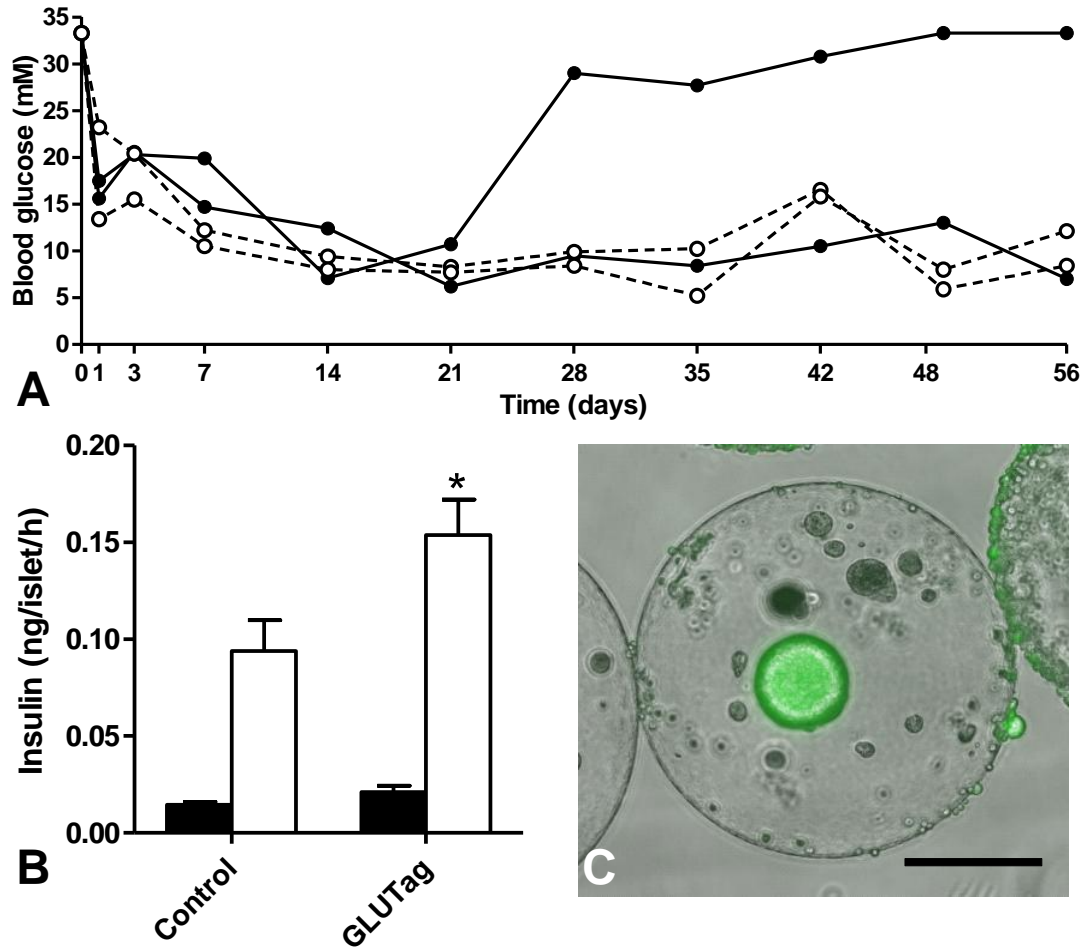 35
30
25
20
15
10
5
0
Blood glucose (mM)
0 1 3 7 14 21 28 35 42 48 56
Time (days)
A
0.20
0.15
0.10
0.05
0.00
Insulin (ng/islet/h)
*
Control
GLUTag
B
C